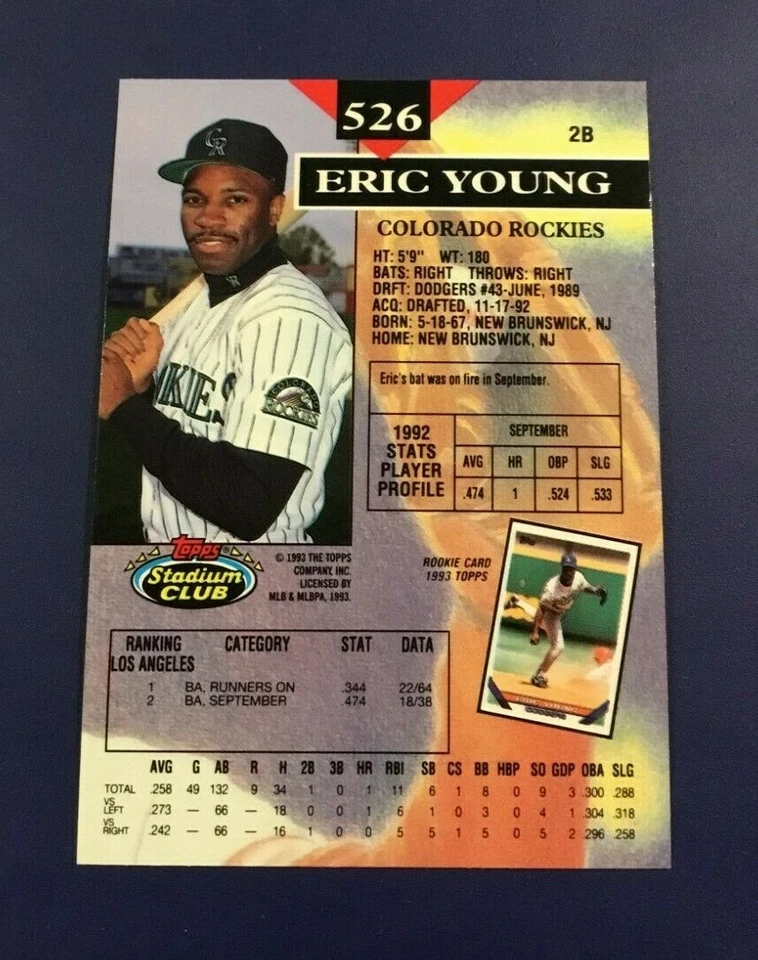 526
2B
ERIC YOUNG
COLORADO ROCKIES
HT: 5'9" WT: 180
BATS: RIGHT THROWS: RIGHT
DRFT: DODGERS #43-JUNE, 1989
ACQ: DRAFTED, 11-17-92
BORN: 5-18-67, NEW BRUNSWICK, NJ
HOME: NEW BRUNSWICK, NJ
CR
KIES
COLORADO
ROCKIES
Eric's bat was on fire in September.
1992 STATS PLAYER PROFILE
SEPTEMBER
AVG HR OBP SLG
.474 1 .524 .533
Topps
Stadium
CLUB
© 1993 THE TOPPS
COMPANY, INC.
LICENSED BY
MLB & MLBPA, 1993.
ROOKIE CARD
1993 TOPPS
ERIC YOUNG
RANKING CATEGORY STAT DATA
LOS ANGELES
1 BA, RUNNERS ON .344 22/64
2 BA, SEPTEMBER .474 18/38
AVG G AB R H 2B 3B HR RBI SB CS BB HBP SO GDP OBA SLG
TOTAL .258 49 132 9 34 1 0 1 11 6 1 8 0 9 3 .300 .288
VS LEFT .273 — 66 — 18 0 0 1 6 1 0 3 0 4 1 .304 .318
VS RIGHT .242 — 66 — 16 1 0 0 5 5 1 5 0 5 2 .296 .258